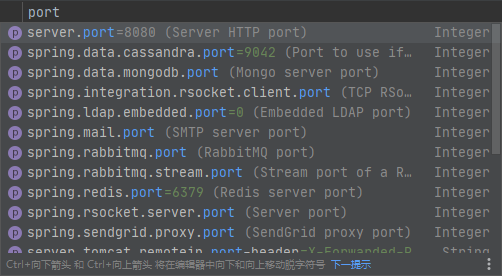 port
server.port=8080 (Server HTTP port) Integer
spring.data.cassandra.port=9042 (Port to use if… Integer
spring.data.mongodb.port (Mongo server port) Integer
spring.integration.rsocket.client.port (TCP RSo… Integer
spring.ldap.embedded.port=0 (Embedded LDAP port) Integer
spring.mail.port (SMTP server port) Integer
spring.rabbitmq.port (RabbitMQ port) Integer
spring.rabbitmq.stream.port (Stream port of a R… Integer
spring.redis.port=6379 (Redis server port) Integer
spring.rsocket.server.port (Server port) Integer
spring.sendgrid.proxy.port (SendGrid proxy port) Integer
server.tomcat.remoteip.port-header=X-Forwarded-P… String
Ctrl+向下箭头 和 Ctrl+向上箭头 将在编辑器中向下和向上移动脱字符号 下一提示